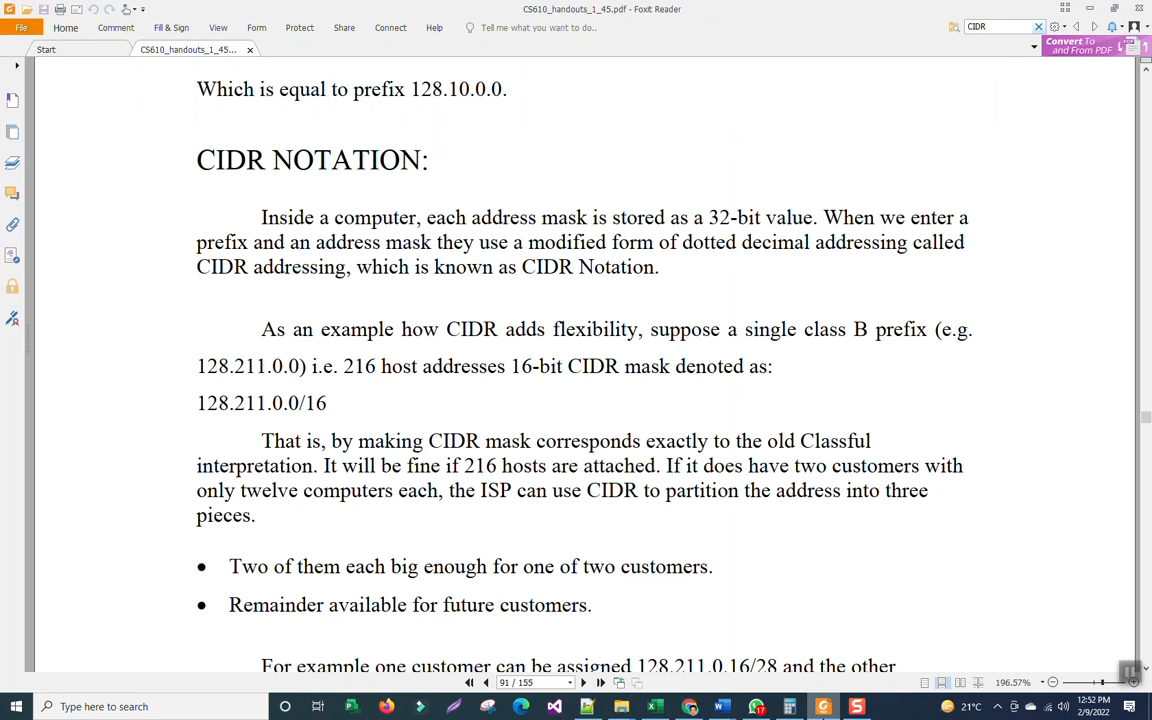 CS610_handouts_1_45.pdf - Foxit Reader
File Home Comment Fill & Sign View Form Protect Share Connect Help Tell me what you want to do.. CIDR
Start CS610_handouts_1_45... Convert To
and From PDF
Which is equal to prefix 128.10.0.0.
CIDR NOTATION:
Inside a computer, each address mask is stored as a 32-bit value. When we enter a
prefix and an address mask they use a modified form of dotted decimal addressing called
CIDR addressing, which is known as CIDR Notation.
As an example how CIDR adds flexibility, suppose a single class B prefix (e.g.
128.211.0.0) i.e. 216 host addresses 16-bit CIDR mask denoted as:
128.211.0.0/16
That is, by making CIDR mask corresponds exactly to the old Classful
interpretation. It will be fine if 216 hosts are attached. If it does have two customers with
only twelve computers each, the ISP can use CIDR to partition the address into three
pieces.
• Two of them each big enough for one of two customers.
• Remainder available for future customers.
For example one customer can be assigned 128.211.0.16/28 and the other
91 / 155 196.57%
Type here to search 17 21°C 12:52 PM
2/9/2022